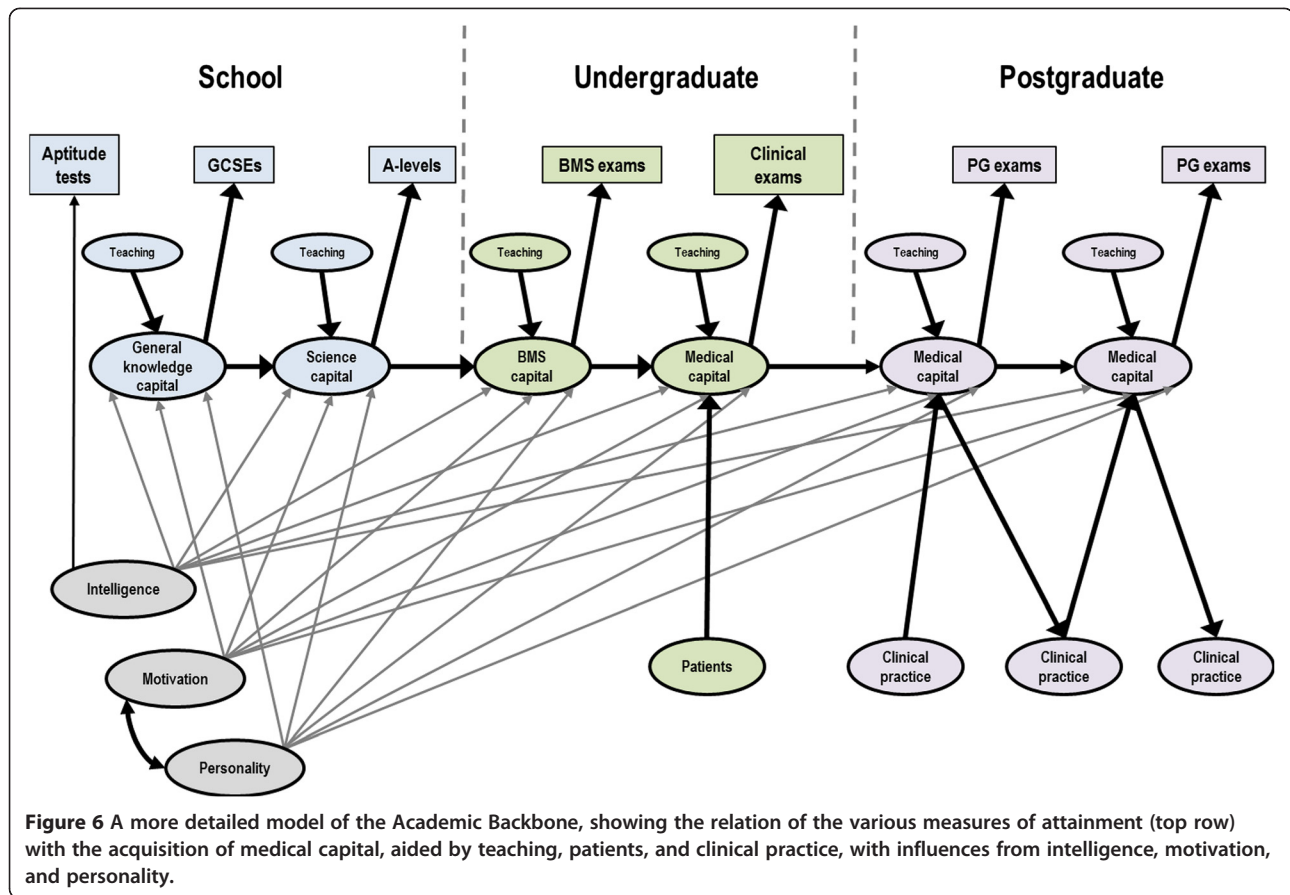 School
Undergraduate
Postgraduate
Aptitude
tests
GCSEs
A-levels
BMS exams
Clinical
exams
PG exams
PG exams
Teaching
Teaching
Teaching
Teaching
Teaching
Teaching
General
knowledge
capital
Science
capital
BMS
capital
Medical
capital
Medical
capital
Medical
capital
Intelligence
Motivation
Personality
Patients
Clinical
practice
Clinical
practice
Clinical
practice
Figure 6 A more detailed model of the Academic Backbone, showing the relation of the various measures of attainment (top row)
with the acquisition of medical capital, aided by teaching, patients, and clinical practice, with influences from intelligence, motivation,
and personality.